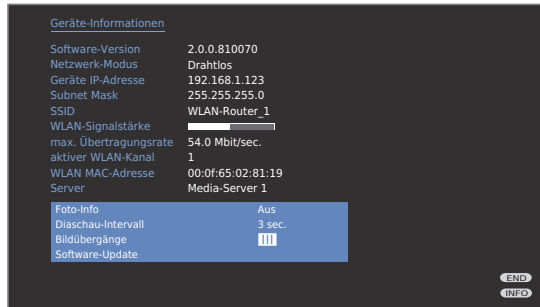 Geräte-Informationen
Software-Version 2.0.0.810070
Netzwerk-Modus Drahtlos
Geräte IP-Adresse 192.168.1.123
Subnet Mask 255.255.255.0
SSID WLAN-Router_1
WLAN-Signalstärke
max. Übertragungsrate 54.0 Mbit/sec.
aktiver WLAN-Kanal 1
WLAN MAC-Adresse 00:0f:65:02:81:19
Server Media-Server 1
Foto-Info Aus
Diaschau-Intervall 3 sec.
Bildübergänge
Software-Update
END
INFO